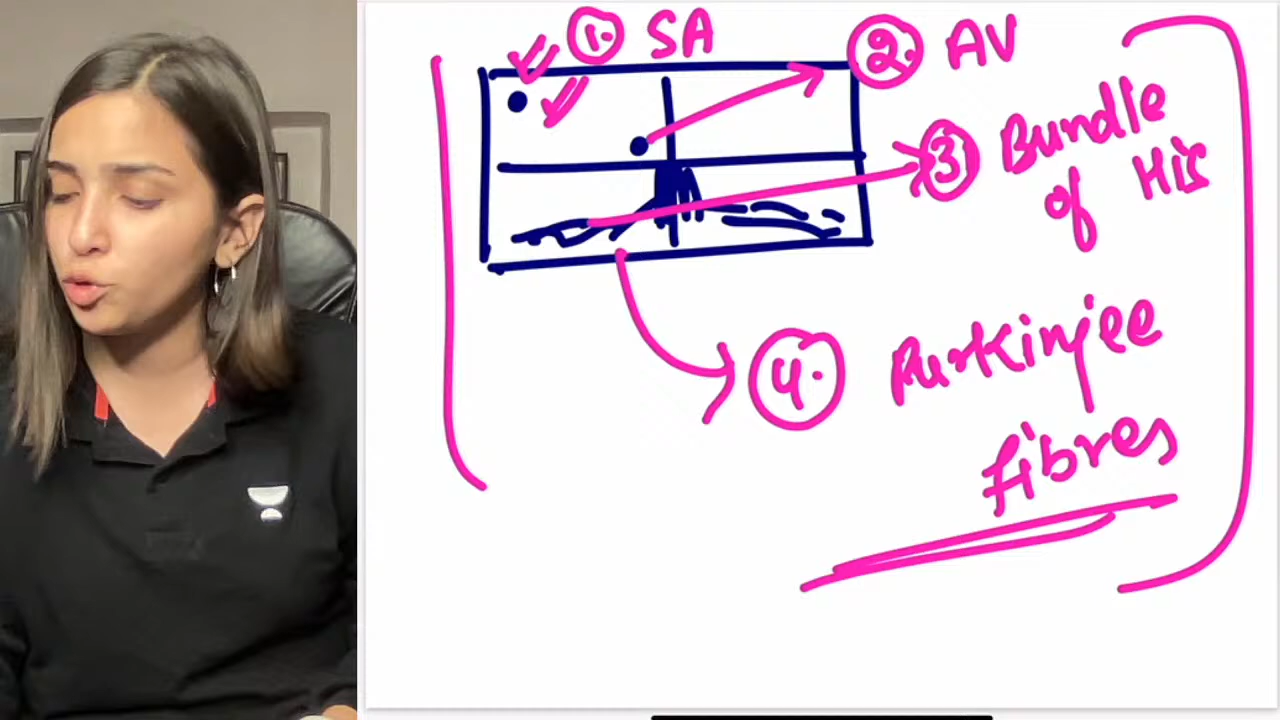 1. SA
2. AV
3 Bundle
of His
4. Purkinjee
fibres